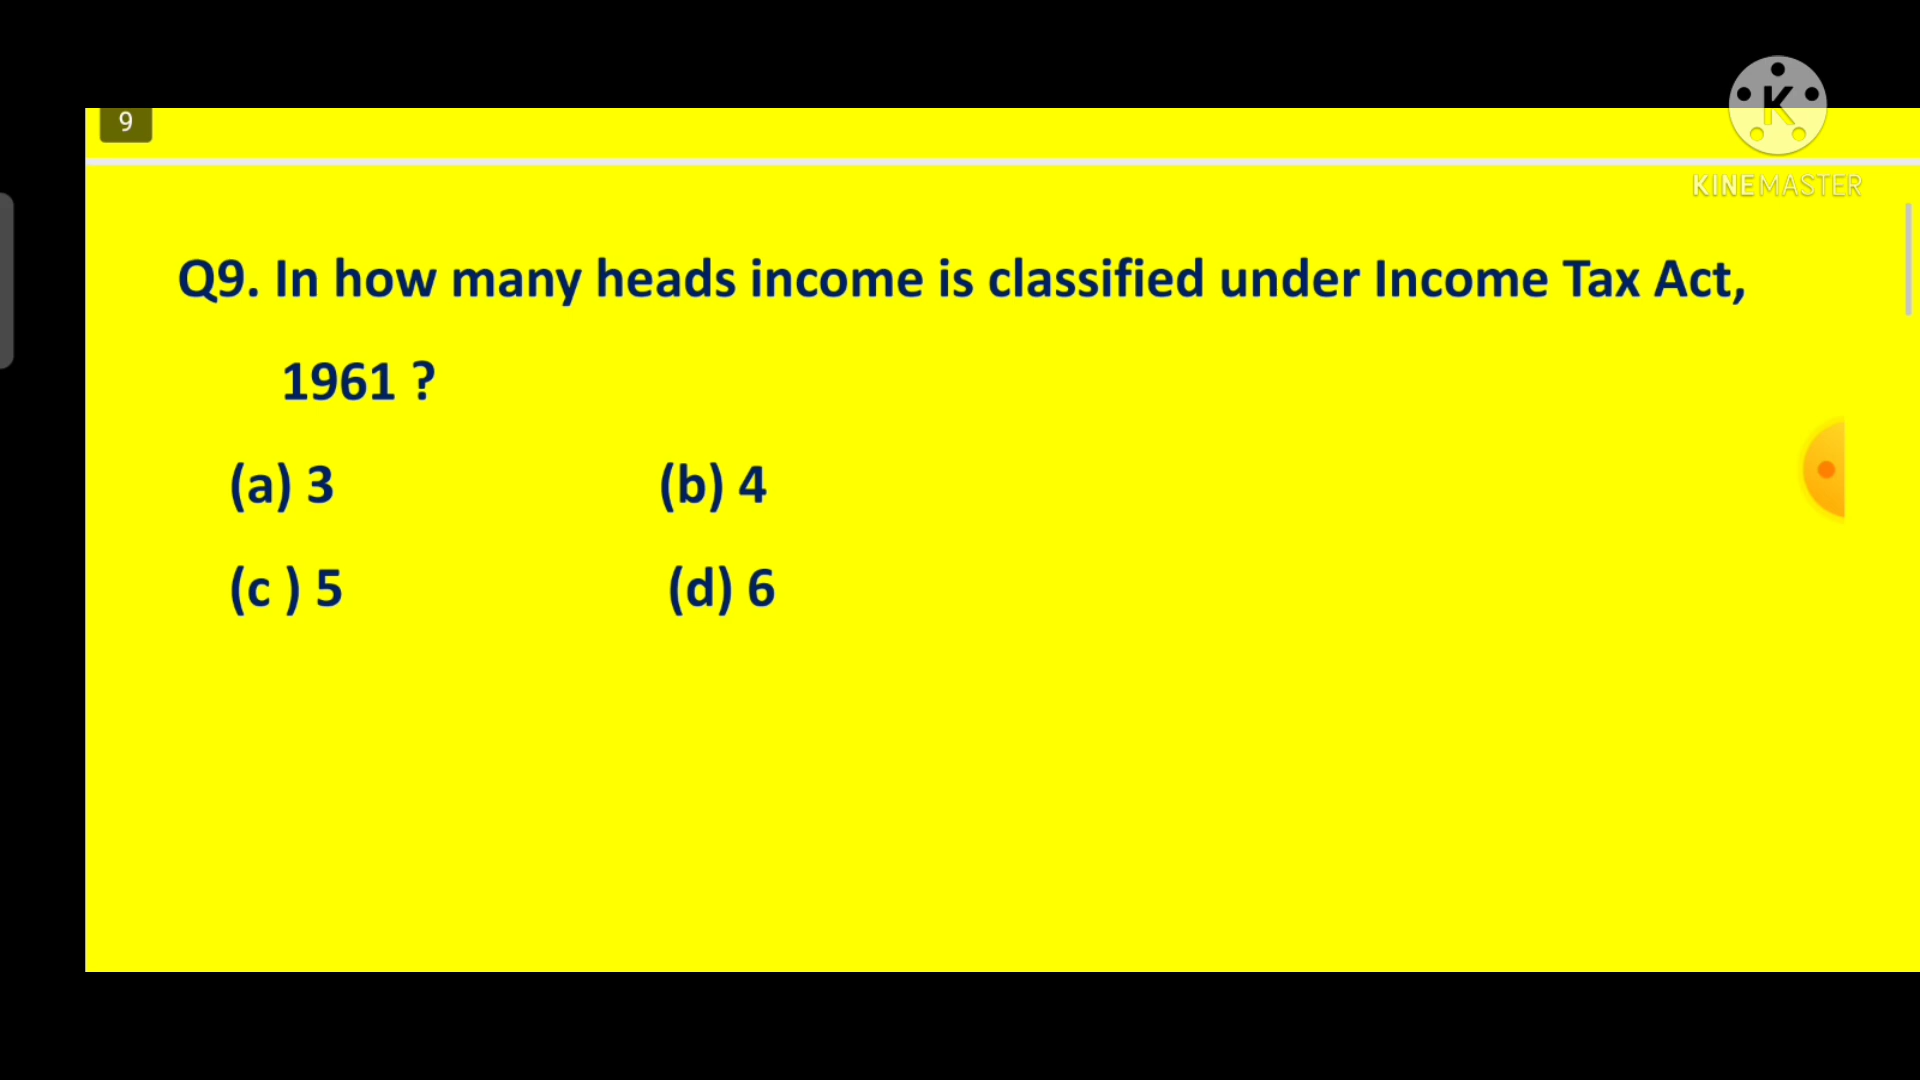 9
K
KINEMASTER
Q9. In how many heads income is classified under Income Tax Act,
1961 ?
(a) 3 (b) 4
(c ) 5 (d) 6